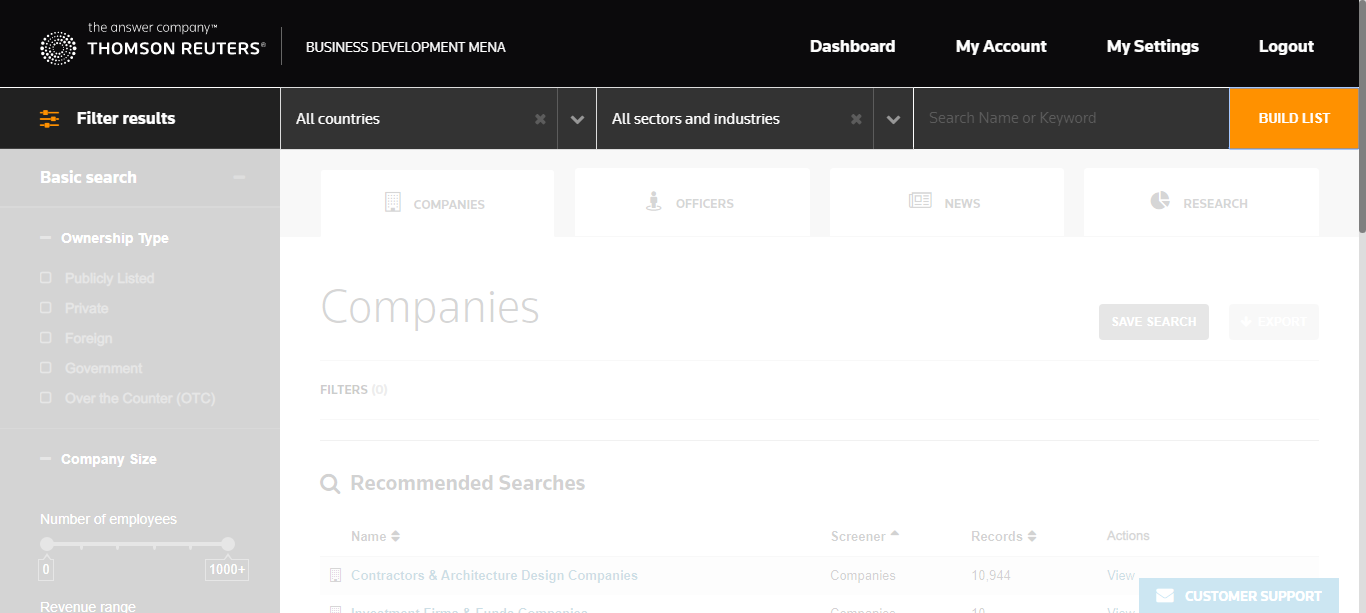 the answer company™
THOMSON REUTERS®
BUSINESS DEVELOPMENT MENA
Dashboard
My Account
My Settings
Logout
Filter results
All countries
All sectors and industries
Search Name or Keyword
BUILD LIST
Basic search
Ownership Type
Publicly Listed
Private
Foreign
Government
Over the Counter (OTC)
Company Size
Number of employees
0
1000+
Revenue range
COMPANIES
OFFICERS
NEWS
RESEARCH
Companies
SAVE SEARCH
EXPORT
FILTERS (0)
Recommended Searches
Name Screener Records Actions
Contractors & Architecture Design Companies Companies 10,944 View
Investment Firms & Funds Companies Companies 10 View
CUSTOMER SUPPORT